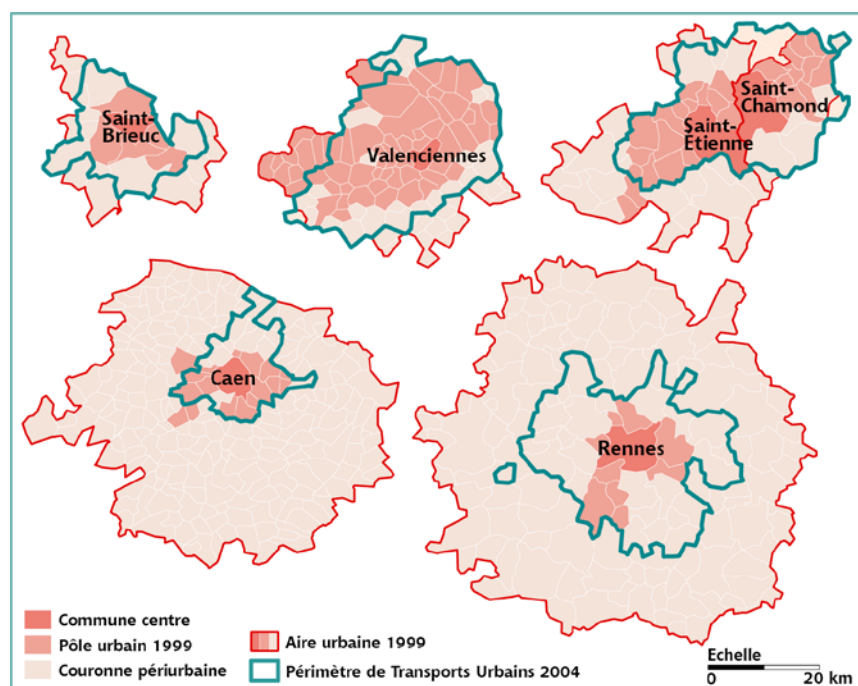 Saint-
Brieuc
Valenciennes
Saint-
Etienne
Saint-
Chamond
Caen
Rennes
Commune centre
Pôle urbain 1999
Couronne périurbaine
Aire urbaine 1999
Périmètre de Transports Urbains 2004
Echelle
0 20 km